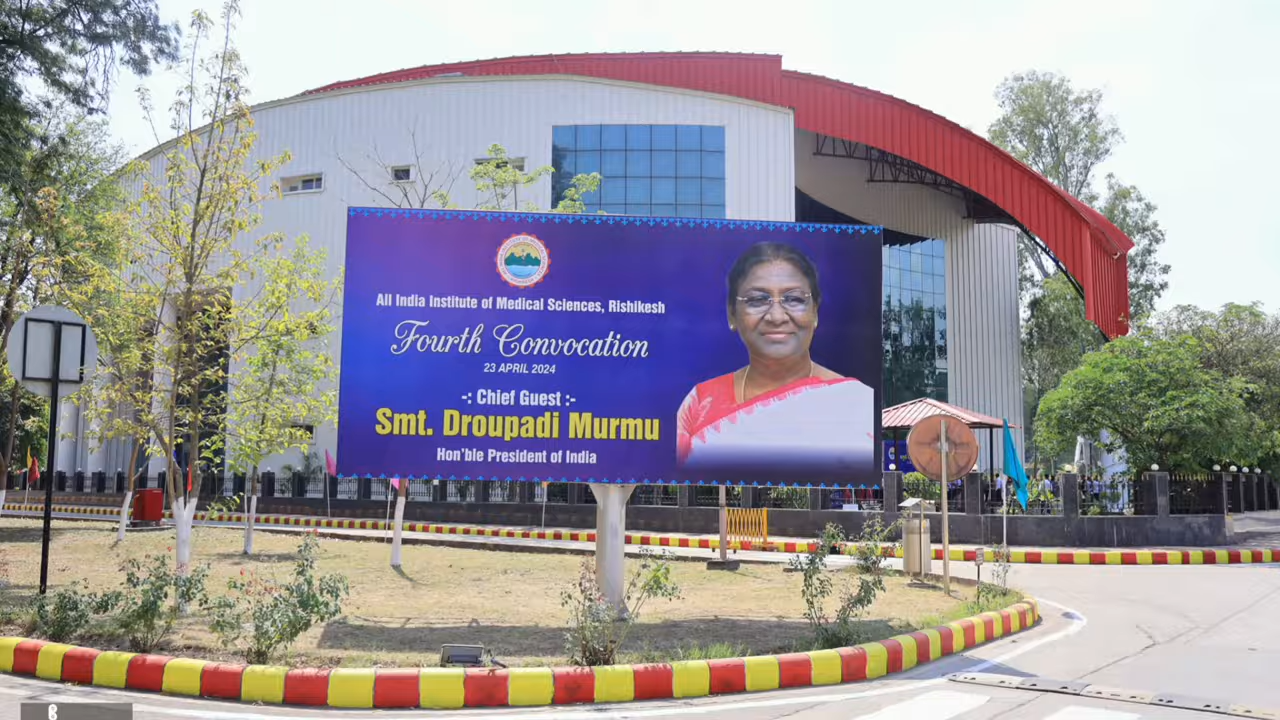 All India Institute of Medical Sciences, Rishikesh
Fourth Convocation
23 APRIL 2024
-: Chief Guest :-
Smt. Droupadi Murmu
Hon'ble President of India